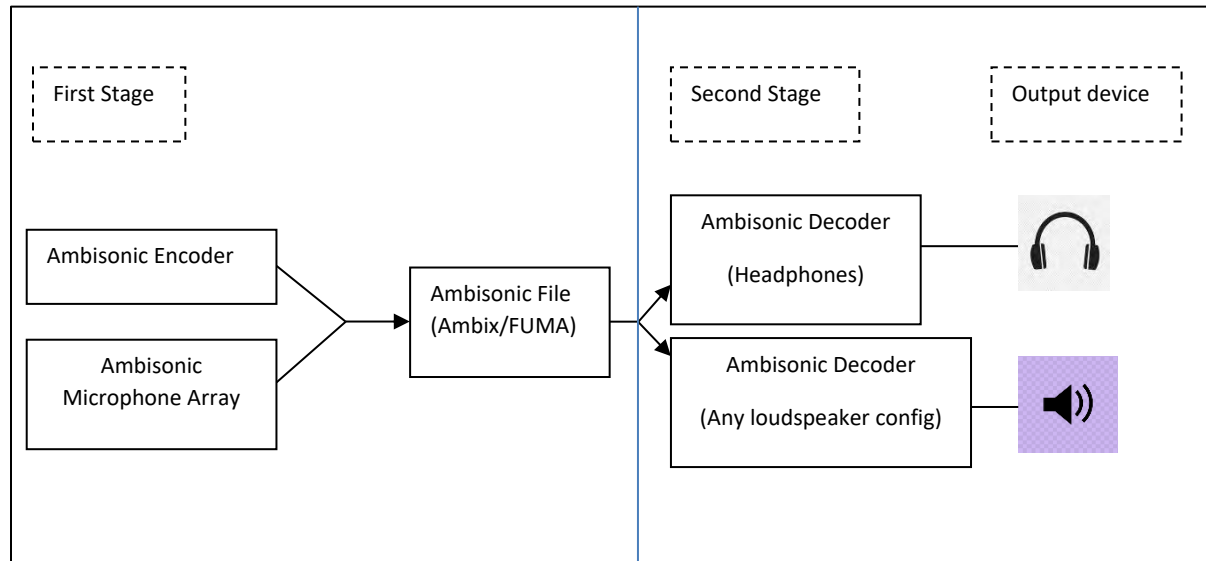 First Stage
Second Stage
Output device
Ambisonic Encoder
Ambisonic
Microphone Array
Ambisonic File
(Ambix/FUMA)
Ambisonic Decoder
(Headphones)
Ambisonic Decoder
(Any loudspeaker config)